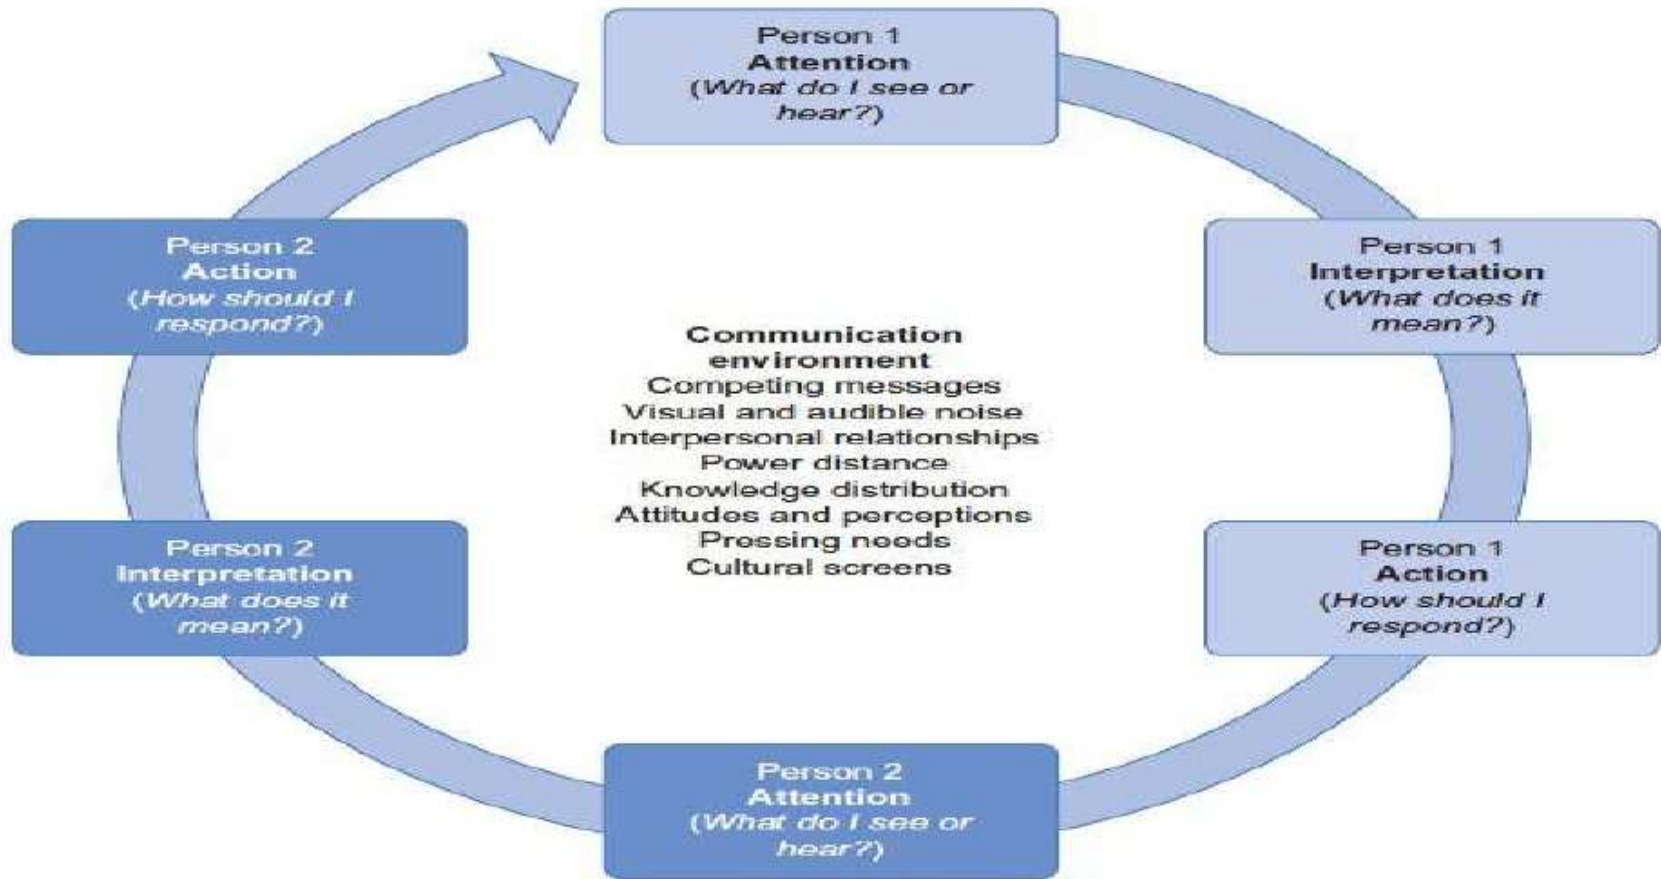 Person 1
Attention
(What do I see or
hear?)
Person 1
Interpretation
(What does it
mean?)
Person 1
Action
(How should I
respond?)
Person 2
Attention
(What do I see or
hear?)
Person 2
Interpretation
(What does it
mean?)
Person 2
Action
(How should I
respond?)
Communication
environment
Competing messages
Visual and audible noise
Interpersonal relationships
Power distance
Knowledge distribution
Attitudes and perceptions
Pressing needs
Cultural screens